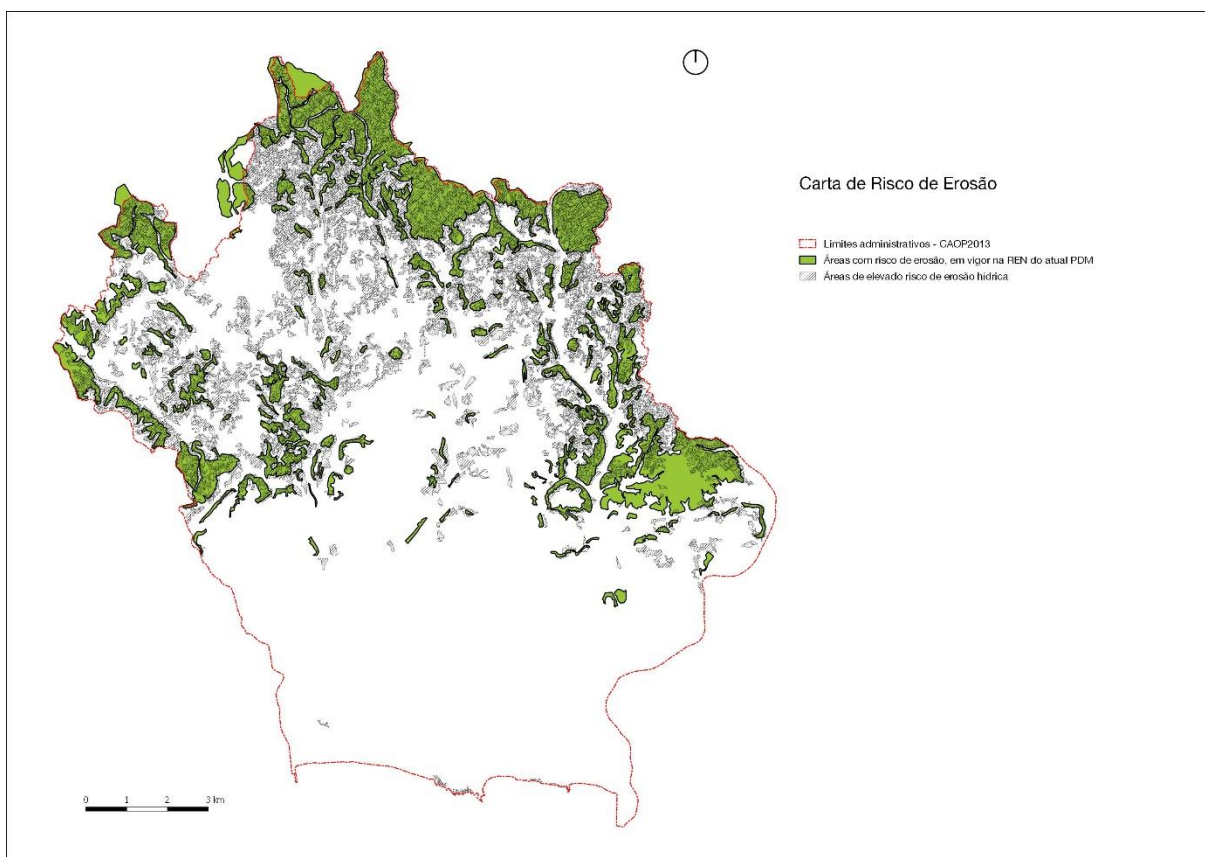 Carta de Risco de Erosão
Limites administrativos - CAOP2013
Áreas com risco de erosão, em vigor na REN do atual PDM
Áreas de elevado risco de erosão hídrica
0 1 2 3 km